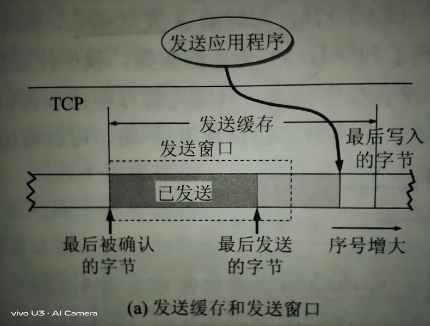 发送应用程序
TCP
发送缓存
最后写入
的字节
发送窗口
已发送
最后被确认
的字节
最后发送
的字节
序号增大
(a) 发送缓存和发送窗口
vivo U3 · AI Camera